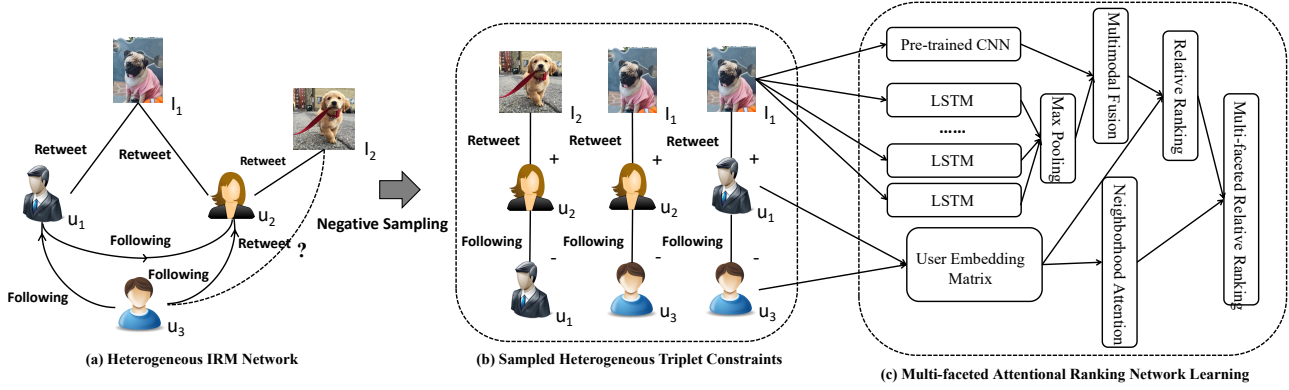 I1
Retweet
Retweet
Retweet
I2
u1
u2
Following
Retweet
?
Following
Following
u3
(a) Heterogeneous IRM Network
Negative Sampling
I2
I1
I1
Retweet
Retweet
Retweet
+
+
+
u2
u2
u1
Following
Following
Following
-
-
-
u1
u3
u3
(b) Sampled Heterogeneous Triplet Constraints
Pre-trained CNN
LSTM
......
LSTM
LSTM
Max Pooling
Multimodal Fusion
Relative Ranking
User Embedding
Matrix
Neighborhood Attention
Multi-faceted Relative Ranking
(c) Multi-faceted Attentional Ranking Network Learning